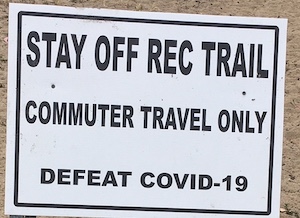 STAY OFF REC TRAIL
COMMUTER TRAVEL ONLY
DEFEAT COVID-19